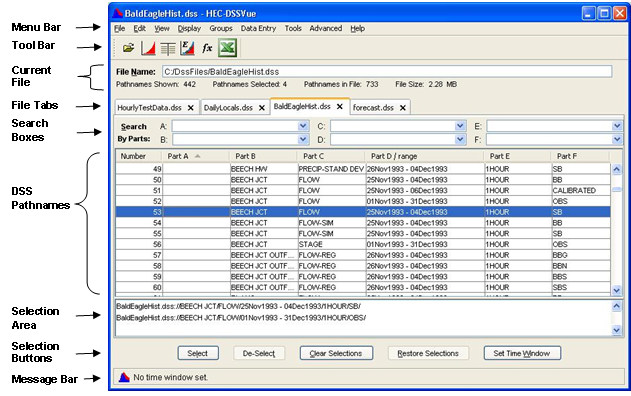 BaldEagleHist.dss - HEC-DSSVue
Menu Bar
File Edit View Display Groups Data Entry Tools Advanced Help
Tool Bar
E fx
Current
File
File Name: C:/DssFiles/BaldEagleHist.dss
Pathnames Shown: 442 Pathnames Selected: 4 Pathnames in File: 733 File Size: 2.28 MB
File Tabs
HourlyTestData.dss DailyLocals.dss BaldEagleHist.dss forecast.dss
Search
Boxes
Search A: C: E:
By Parts: B: D: F:
Number Part A Part B Part C Part D / range Part E Part F
DSS
Pathnames
49 BEECH HW PRECIP-STAND DEV 26Nov1993 - 04Dec1993 1HOUR SB
50 BEECH JCT FLOW 25Nov1993 - 04Dec1993 1HOUR BB
51 BEECH JCT FLOW 26Nov1993 - 06Dec1993 1HOUR CALIBRATED
52 BEECH JCT FLOW 01Nov1993 - 31Dec1993 1HOUR OBS
53 BEECH JCT FLOW 25Nov1993 - 04Dec1993 1HOUR SB
54 BEECH JCT FLOW-SIM 25Nov1993 - 04Dec1993 1HOUR BB
55 BEECH JCT FLOW-SIM 25Nov1993 - 04Dec1993 1HOUR SB
56 BEECH JCT STAGE 01Nov1993 - 31Dec1993 1HOUR OBS
57 BEECH JCT OUTF... FLOW-REG 26Nov1993 - 04Dec1993 1HOUR BBG
58 BEECH JCT OUTF... FLOW-REG 26Nov1993 - 04Dec1993 1HOUR BBN
59 BEECH JCT OUTF... FLOW-REG 26Nov1993 - 04Dec1993 1HOUR BBS
60 BEECH JCT OUTF... FLOW-REG 26Nov1993 - 04Dec1993 1HOUR SBS
Selection
Area
BaldEagleHist.dss://BEECH JCT/FLOW/25Nov1993 - 04Dec1993/1HOUR/SB/
BaldEagleHist.dss://BEECH JCT/FLOW/01Nov1993 - 31Dec1993/1HOUR/OBS/
Selection
Buttons
Select De-Select Clear Selections Restore Selections Set Time Window
Message Bar
No time window set.